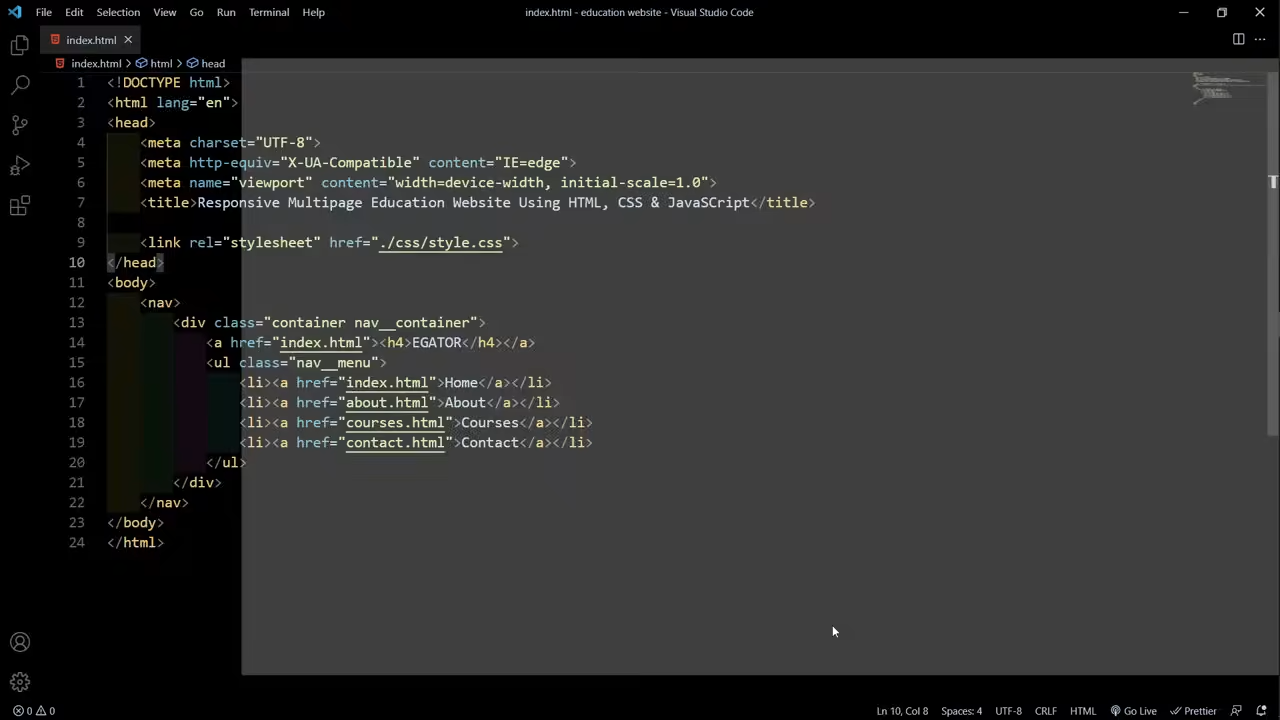 File Edit Selection View Go Run Terminal Help index.html - education website - Visual Studio Code
index.html
index.html > html > head
1 <!DOCTYPE html>
2 <html lang="en">
3 <head>
4 <meta charset="UTF-8">
5 <meta http-equiv="X-UA-Compatible" content="IE=edge">
6 <meta name="viewport" content="width=device-width, initial-scale=1.0">
7 <title>Responsive Multipage Education Website Using HTML, CSS & JavaSCript</title>
8
9 <link rel="stylesheet" href="./css/style.css">
10 </head>
11 <body>
12 <nav>
13 <div class="container nav__container">
14 <a href="index.html"><h4>EGATOR</h4></a>
15 <ul class="nav__menu">
16 <li><a href="index.html">Home</a></li>
17 <li><a href="about.html">About</a></li>
18 <li><a href="courses.html">Courses</a></li>
19 <li><a href="contact.html">Contact</a></li>
20 </ul>
21 </div>
22 </nav>
23 </body>
24 </html>
0 0 Ln 10, Col 8 Spaces: 4 UTF-8 CRLF HTML Go Live Prettier